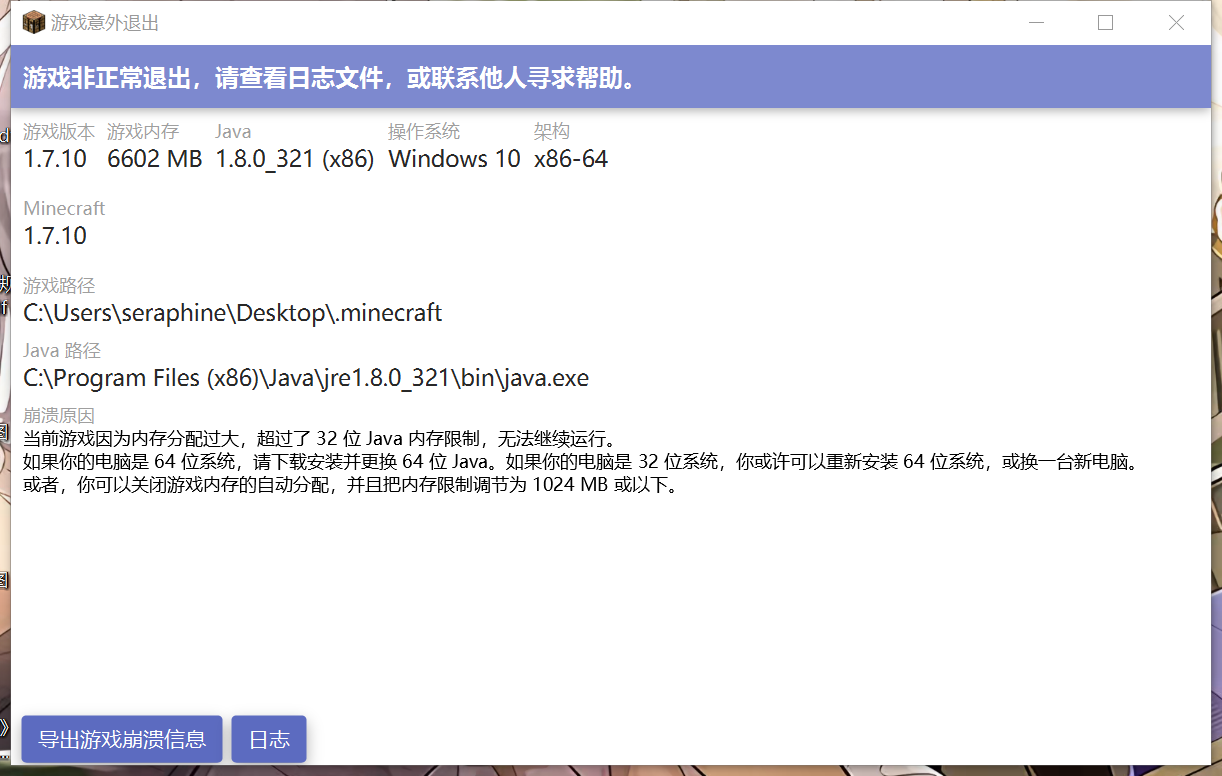 游戏意外退出
游戏非正常退出，请查看日志文件，或联系他人寻求帮助。
游戏版本 游戏内存 Java 操作系统 架构
1.7.10 6602 MB 1.8.0_321 (x86) Windows 10 x86-64
Minecraft
1.7.10
游戏路径
C:\Users\seraphine\Desktop\.minecraft
Java 路径
C:\Program Files (x86)\Java\jre1.8.0_321\bin\java.exe
崩溃原因
当前游戏因为内存分配过大，超过了 32 位 Java 内存限制，无法继续运行。
如果你的电脑是 64 位系统，请下载安装并更换 64 位 Java。如果你的电脑是 32 位系统，你或许可以重新安装 64 位系统，或换一台新电脑。
或者，你可以关闭游戏内存的自动分配，并且把内存限制调节为 1024 MB 或以下。
导出游戏崩溃信息 日志